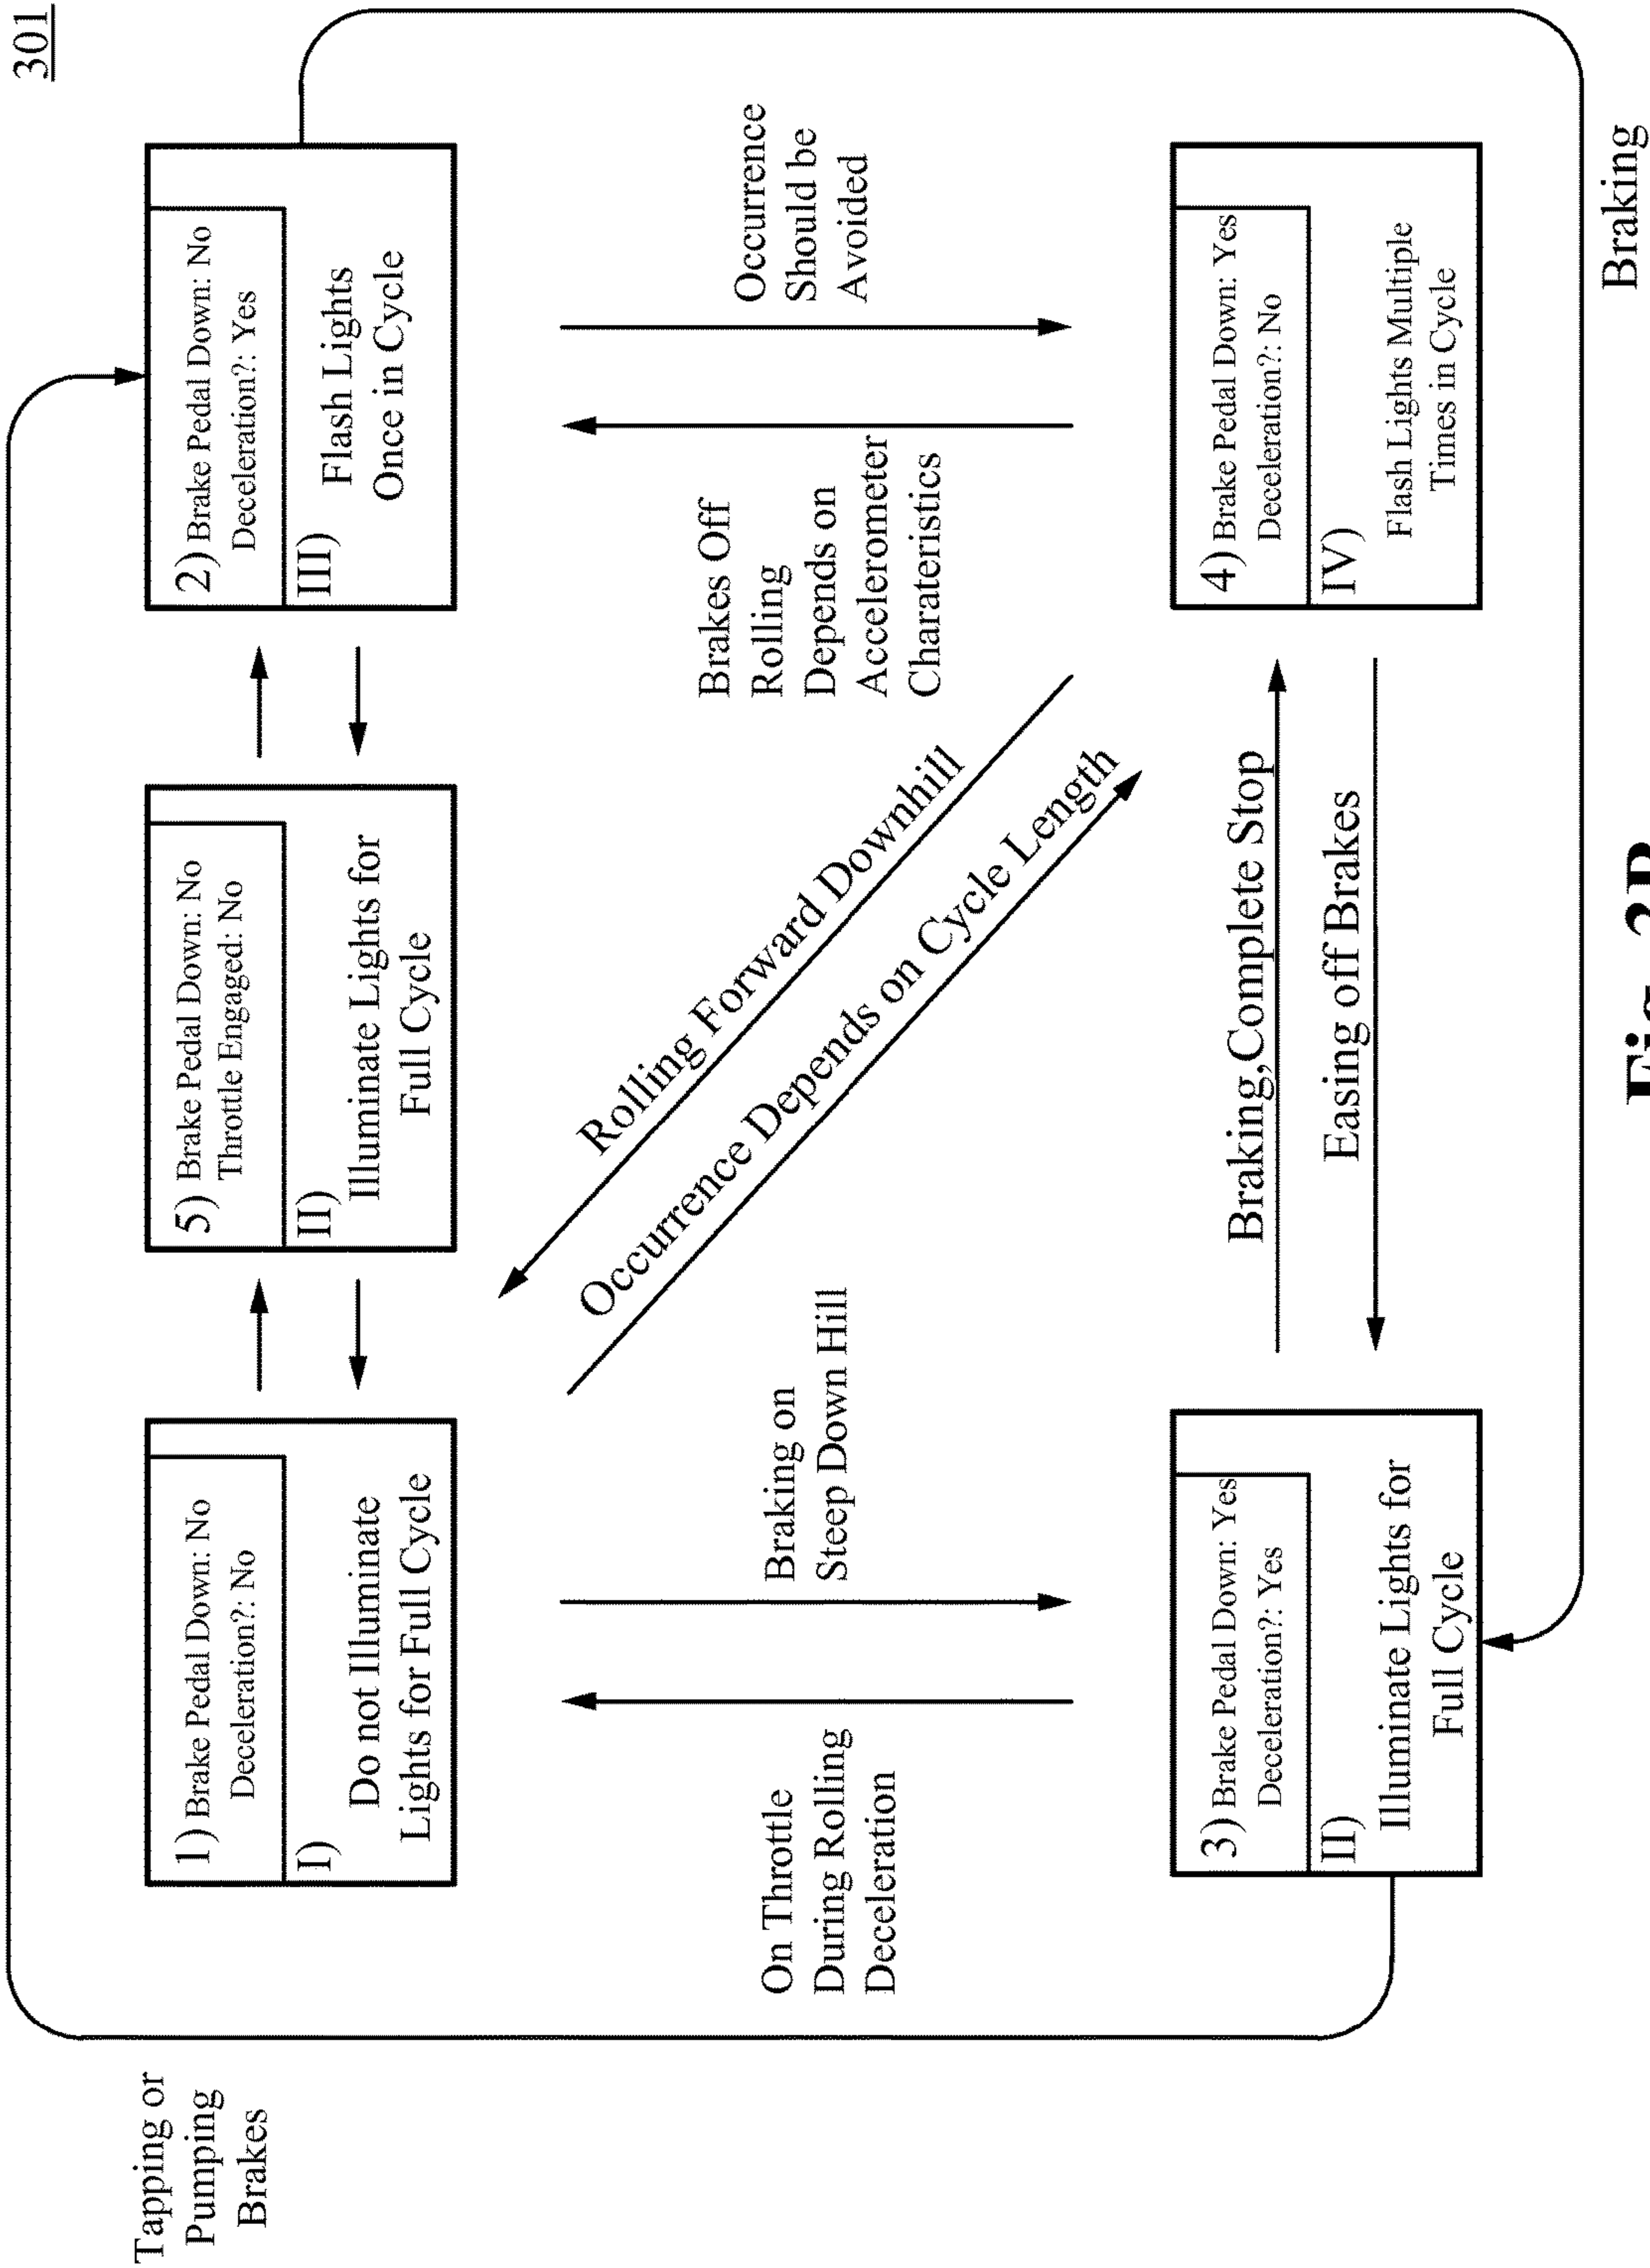 301
Tapping or
Pumping
Brakes
1) Brake Pedal Down: No
Deceleration?: No
I)
Do not Illuminate
Lights for Full Cycle
5) Brake Pedal Down: No
Throttle Engaged: No
II)
Illuminate Lights for
Full Cycle
2) Brake Pedal Down: No
Deceleration?: Yes
III)
Flash Lights
Once in Cycle
On Throttle
During Rolling
Deceleration
Braking on
Steep Down Hill
Rolling Forward Downhill
Occurrence Depends on Cycle Length
Brakes Off
Rolling
Depends on
Accelerometer
Charateristics
Occurrence
Should be
Avoided
3) Brake Pedal Down: Yes
Deceleration?: Yes
II)
Illuminate Lights for
Full Cycle
Braking,Complete Stop
Easing off Brakes
4) Brake Pedal Down: Yes
Deceleration?: No
IV)
Flash Lights Multiple
Times in Cycle
Braking